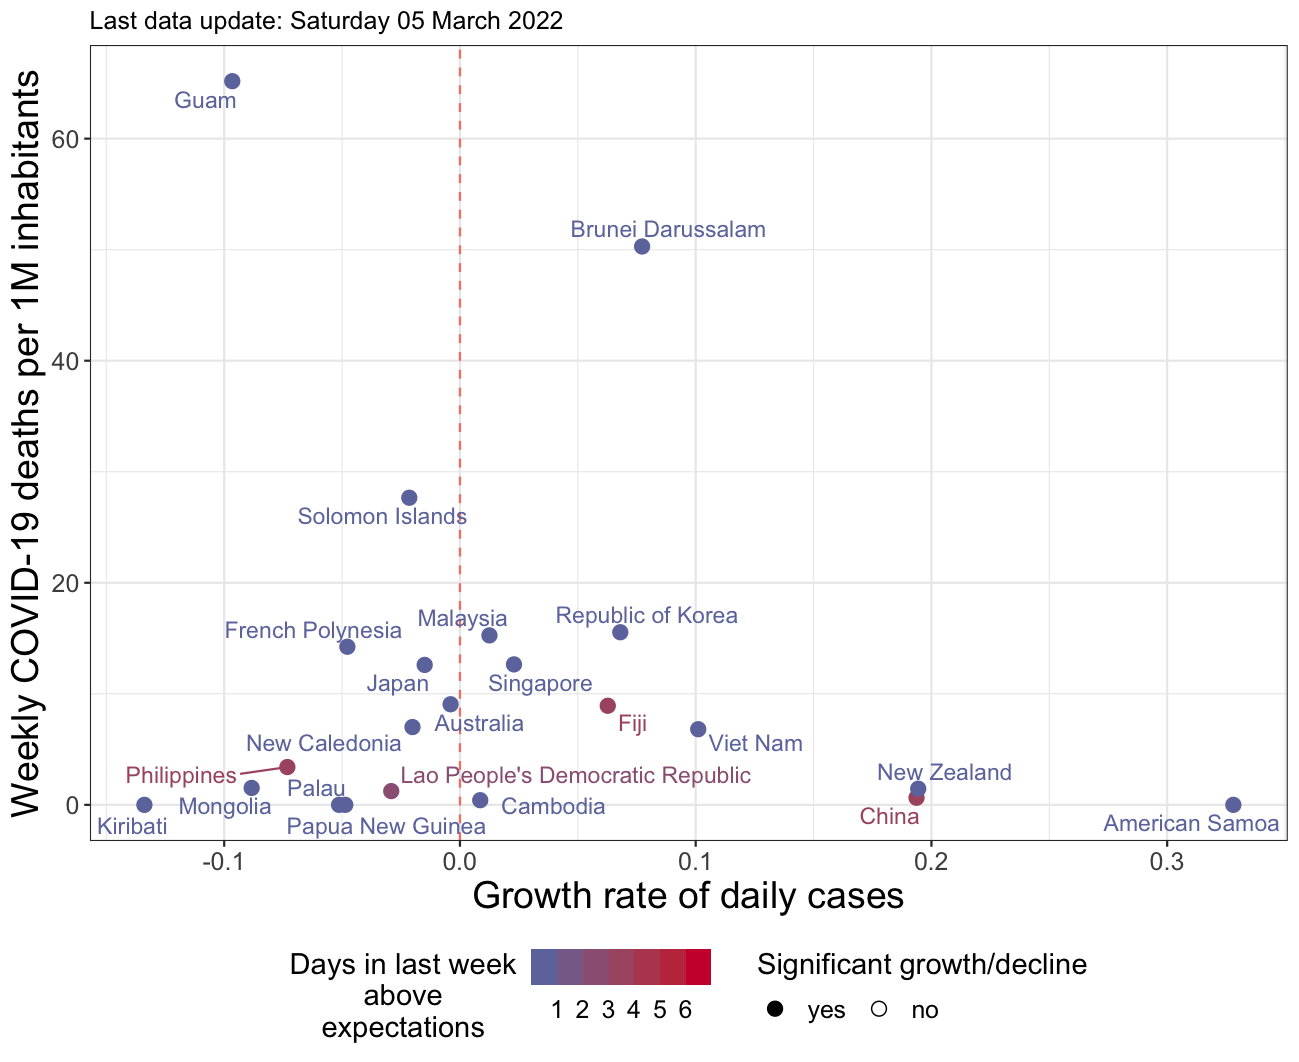 Last data update: Saturday 05 March 2022
Weekly COVID-19 deaths per 1M inhabitants
60
40
20
0
Guam
Brunei Darussalam
Solomon Islands
Republic of Korea
Malaysia
French Polynesia
Japan
Singapore
Australia
Fiji
New Caledonia
Viet Nam
Philippines
Lao People's Democratic Republic
New Zealand
Palau
Mongolia
Cambodia
China
Kiribati
Papua New Guinea
American Samoa
-0.1
0.0
0.1
0.2
0.3
Growth rate of daily cases
Days in last week
above
expectations
1 2 3 4 5 6
Significant growth/decline
yes
no